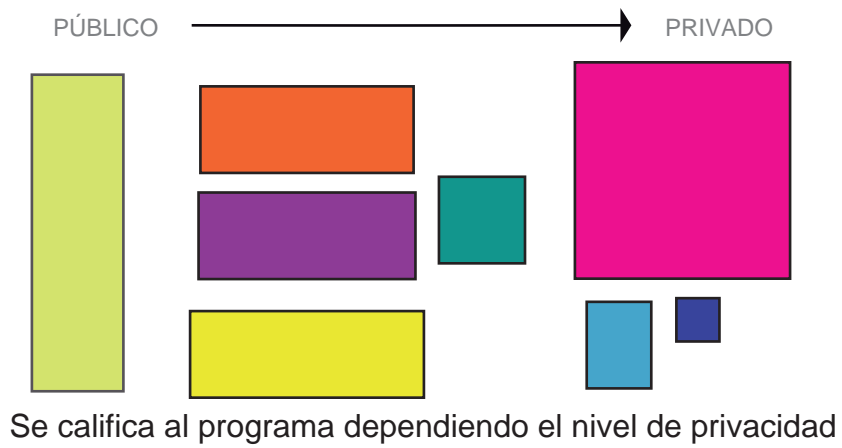 PÚBLICO PRIVADO
Se califica al programa dependiendo el nivel de privacidad